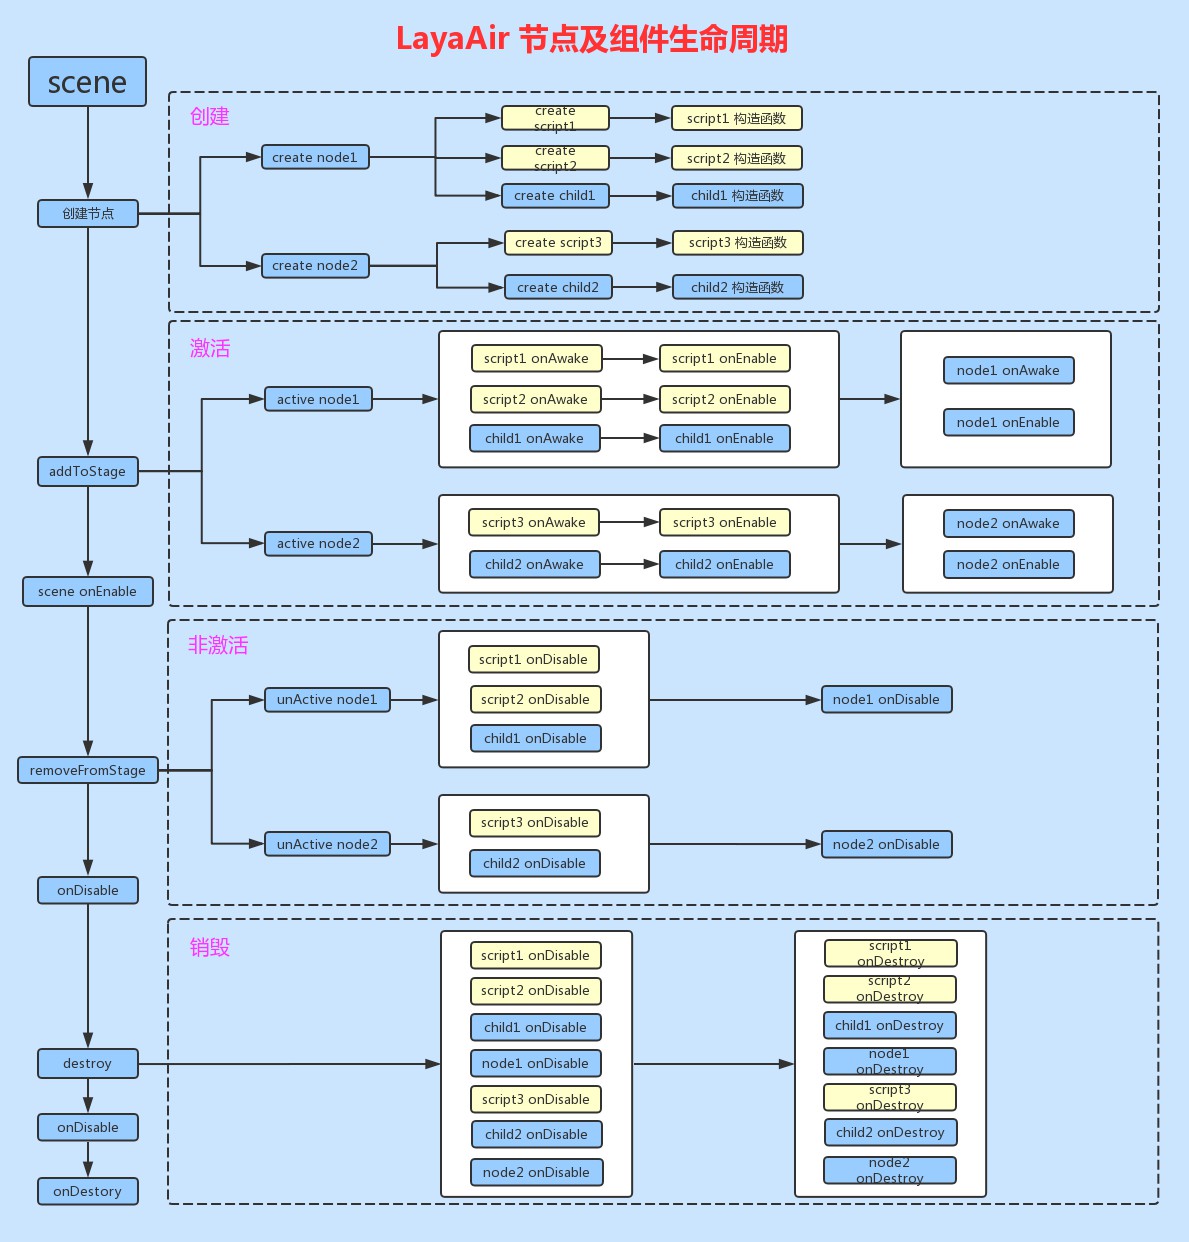 LayaAir 节点及组件生命周期
scene
创建
create
script1
script1 构造函数
create node1
create
script2
script2 构造函数
create child1
child1 构造函数
创建节点
create script3
script3 构造函数
create node2
create child2
child2 构造函数
激活
script1 onAwake
script1 onEnable
node1 onAwake
active node1
script2 onAwake
script2 onEnable
node1 onEnable
child1 onAwake
child1 onEnable
addToStage
script3 onAwake
script3 onEnable
node2 onAwake
active node2
child2 onAwake
child2 onEnable
node2 onEnable
scene onEnable
非激活
script1 onDisable
unActive node1
script2 onDisable
node1 onDisable
child1 onDisable
removeFromStage
script3 onDisable
unActive node2
node2 onDisable
child2 onDisable
onDisable
销毁
script1 onDisable
script2 onDisable
child1 onDisable
node1 onDisable
script3 onDisable
child2 onDisable
node2 onDisable
script1
onDestroy
script2
onDestroy
child1 onDestroy
node1
onDestroy
script3
onDestroy
child2 onDestroy
node2
onDestroy
destroy
onDisable
onDestory